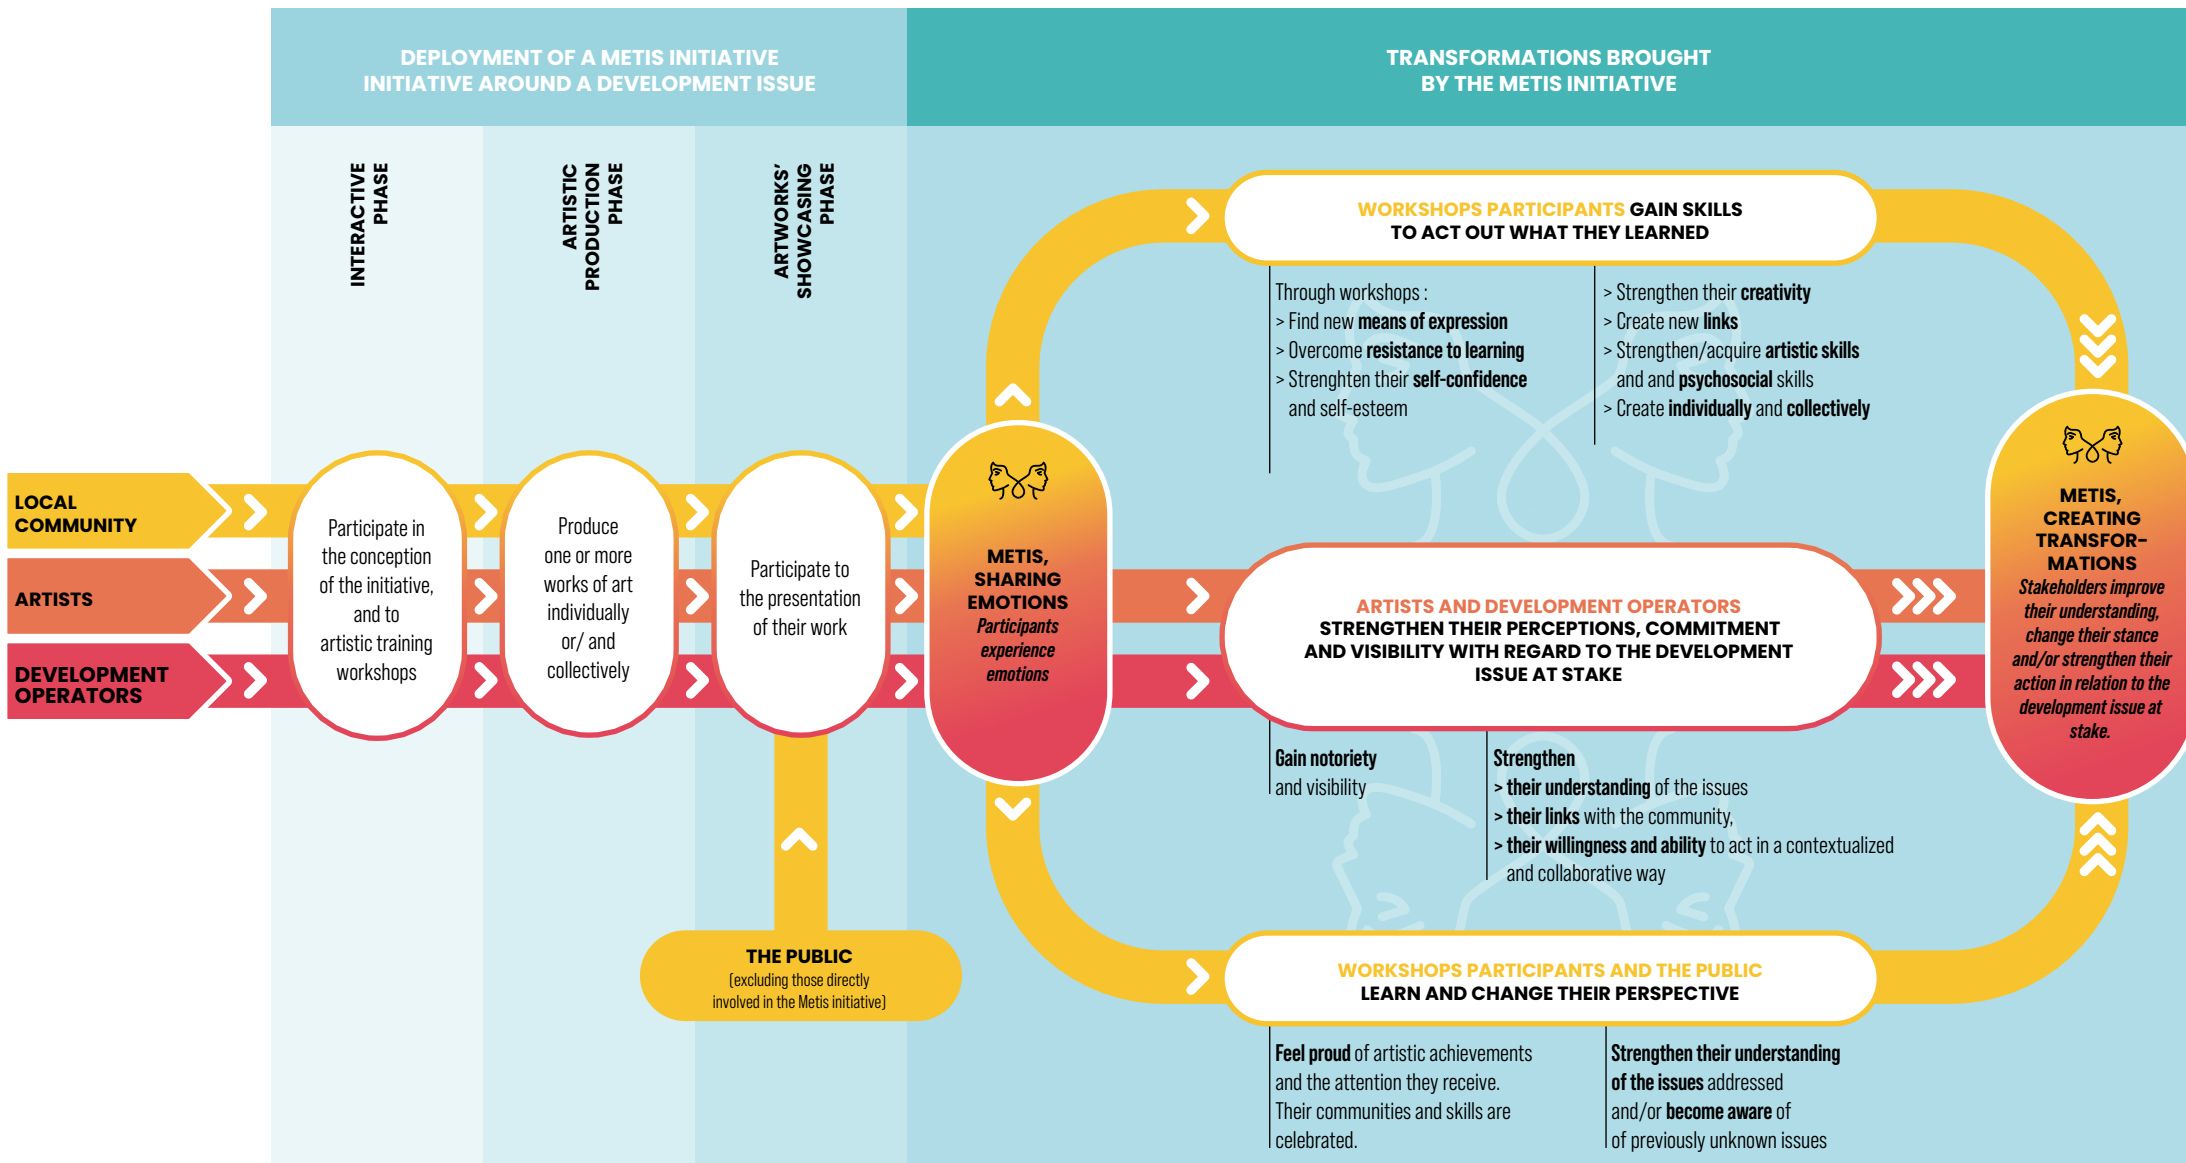 DEPLOYMENT OF A METIS INITIATIVE
INITIATIVE AROUND A DEVELOPMENT ISSUE
TRANSFORMATIONS BROUGHT
BY THE METIS INITIATIVE
INTERACTIVE
PHASE
ARTISTIC
PRODUCTION
PHASE
ARTWORKS'
SHOWCASING
PHASE
LOCAL
COMMUNITY
ARTISTS
DEVELOPMENT
OPERATORS
Participate in
the conception
of the initiative,
and to
artistic training
workshops
Produce
one or more
works of art
individually
or/ and
collectively
Participate to
the presentation
of their work
THE PUBLIC
(excluding those directly
involved in the Metis initiative)
METIS,
SHARING
EMOTIONS
Participants
experience
emotions
WORKSHOPS PARTICIPANTS GAIN SKILLS
TO ACT OUT WHAT THEY LEARNED
Through workshops :
> Find new means of expression
> Overcome resistance to learning
> Strenghten their self-confidence
and self-esteem
> Strengthen their creativity
> Create new links
> Strengthen/acquire artistic skills
and and psychosocial skills
> Create individually and collectively
ARTISTS AND DEVELOPMENT OPERATORS
STRENGTHEN THEIR PERCEPTIONS, COMMITMENT
AND VISIBILITY WITH REGARD TO THE DEVELOPMENT
ISSUE AT STAKE
Gain notoriety
and visibility
Strengthen
> their understanding of the issues
> their links with the community,
> their willingness and ability to act in a contextualized
and collaborative way
WORKSHOPS PARTICIPANTS AND THE PUBLIC
LEARN AND CHANGE THEIR PERSPECTIVE
Feel proud of artistic achievements
and the attention they receive.
Their communities and skills are
celebrated.
Strengthen their understanding
of the issues addressed
and/or become aware of
of previously unknown issues
METIS,
CREATING
TRANSFOR-
MATIONS
Stakeholders improve
their understanding,
change their stance
and/or strengthen their
action in relation to the
development issue at
stake.